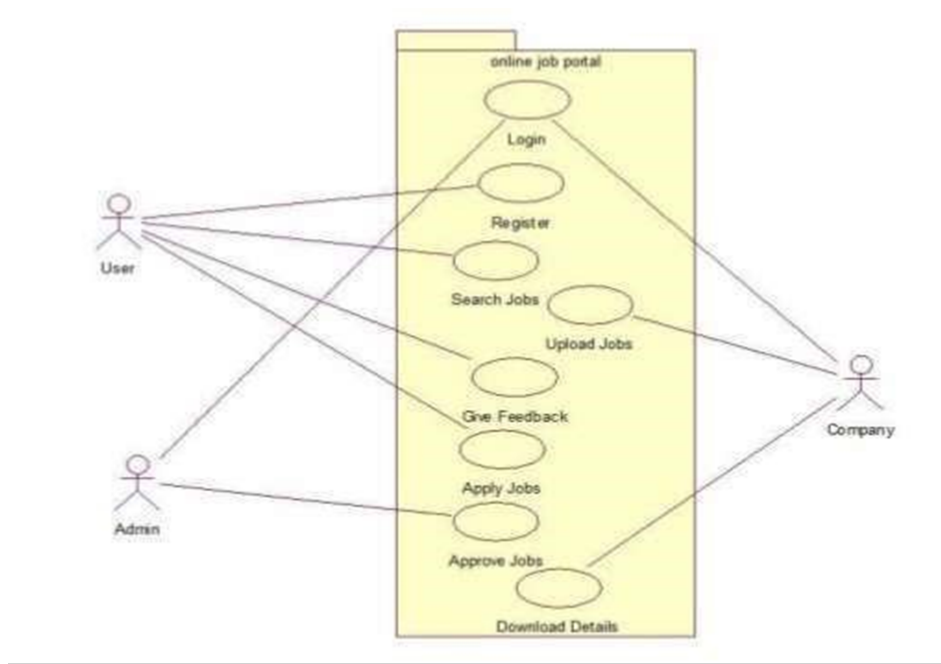 online job portal
Login
Register
User
Search Jobs
Upload Jobs
Give Feedback
Company
Apply Jobs
Admin
Approve Jobs
Download Details